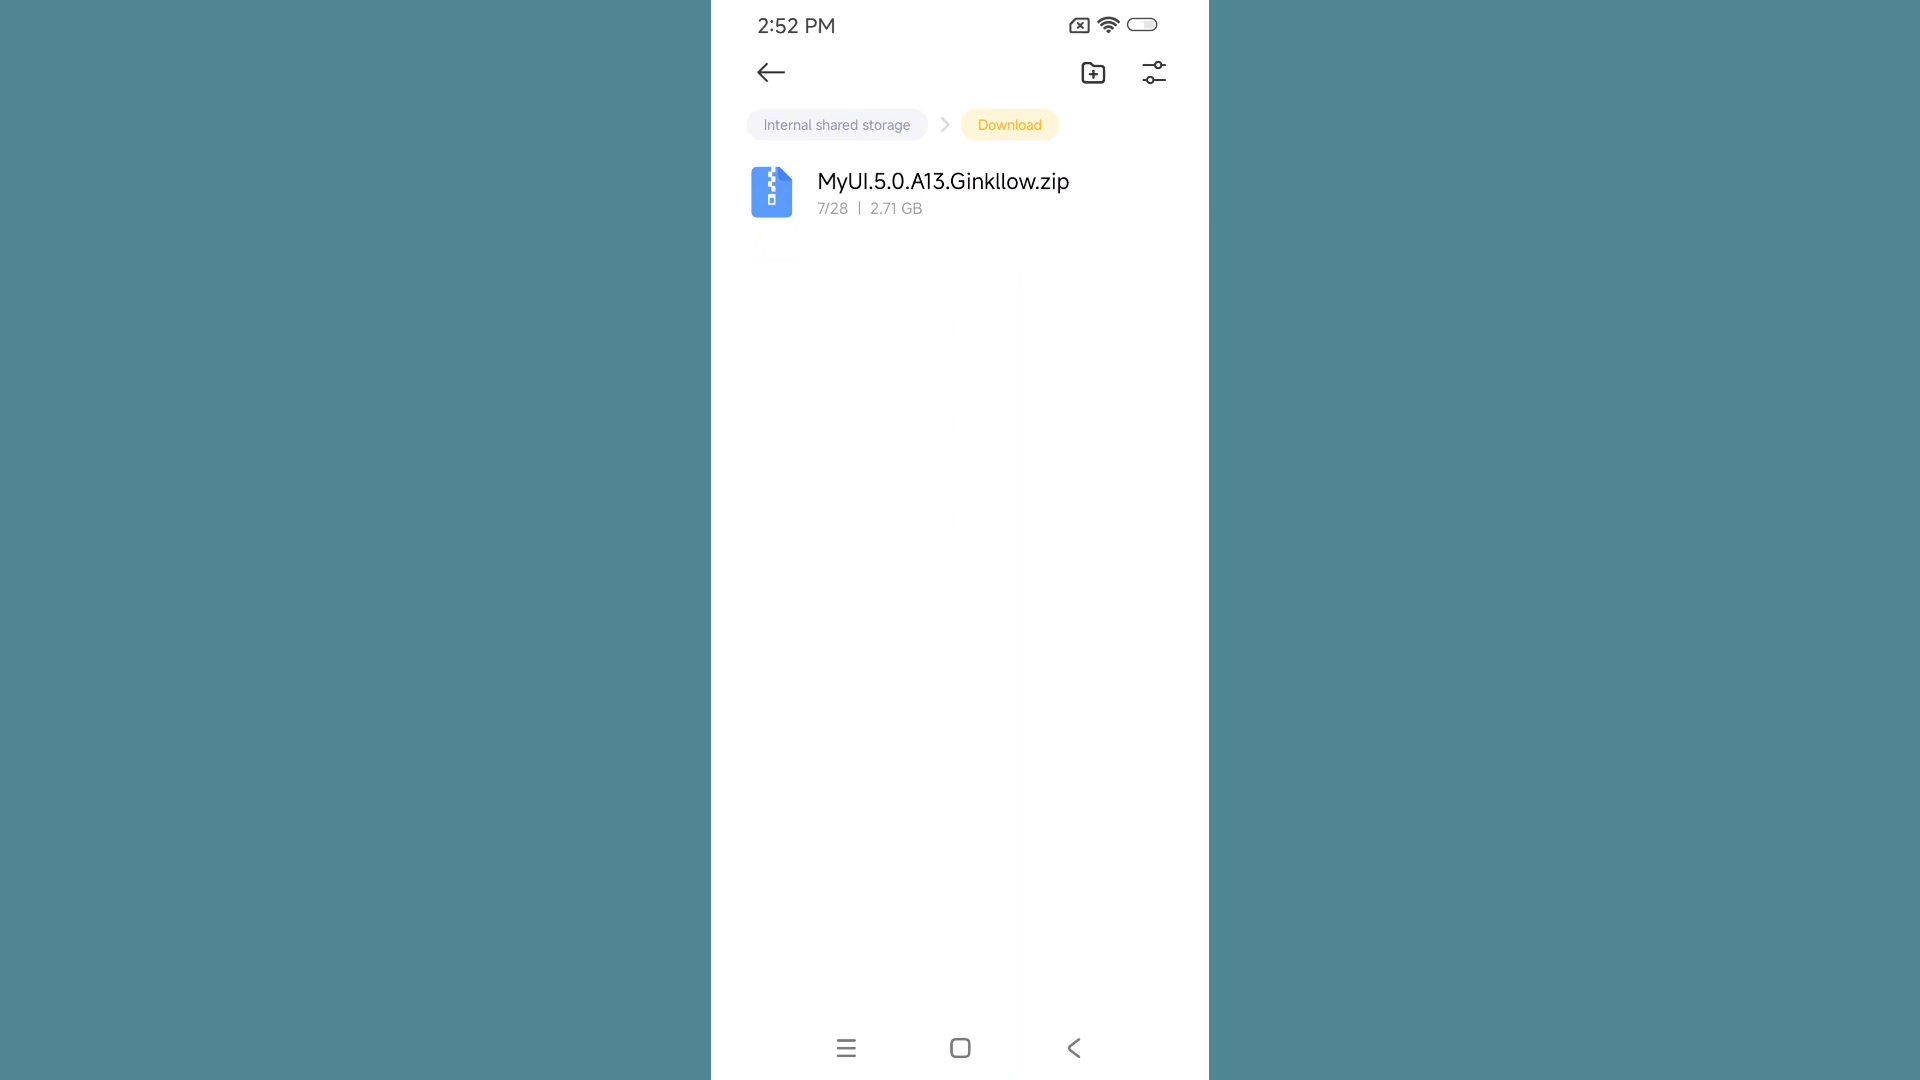 2:52 PM
Internal shared storage
Download
MyUI.5.0.A13.Ginkllow.zip
7/28 | 2.71 GB